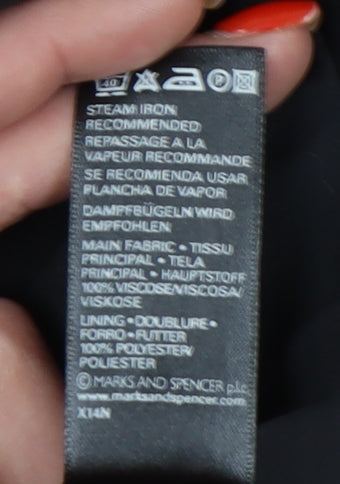 40 P
STEAM IRON
RECOMMENDED
REPASSAGE A LA
VAPEUR RECOMMANDE
SE RECOMIENDA USAR
PLANCHA DE VAPOR
DAMPFBÜGELN WIRD
EMPFOHLEN
MAIN FABRIC • TISSU
PRINCIPAL • TELA
PRINCIPAL • HAUPTSTOFF
100% VISCOSE/VISCOSA/
VISKOSE
LINING • DOUBLURE •
FORRO • FUTTER
100% POLYESTER/
POLIESTER
© MARKS AND SPENCER p.l.c.
www.marksandspencer.com
X14N